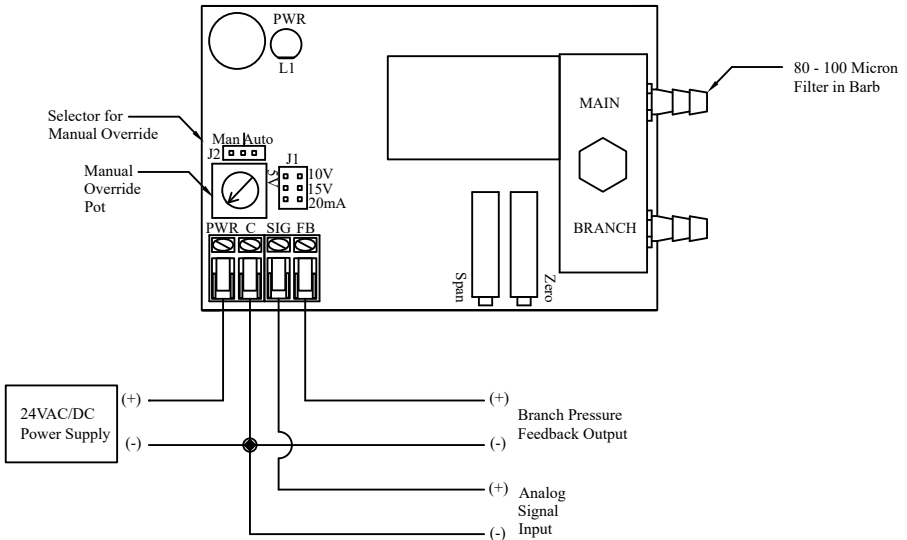 PWR
L1
80 - 100 Micron
Filter in Barb
MAIN
Selector for
Manual Override
Man Auto
J2
J1
Manual
Override
Pot
5V
10V
15V
20mA
PWR C SIG FB
BRANCH
Span
Zero
24VAC/DC
Power Supply
(+)
(-)
(+)
(-)
Branch Pressure
Feedback Output
(+)
(-)
Analog
Signal
Input